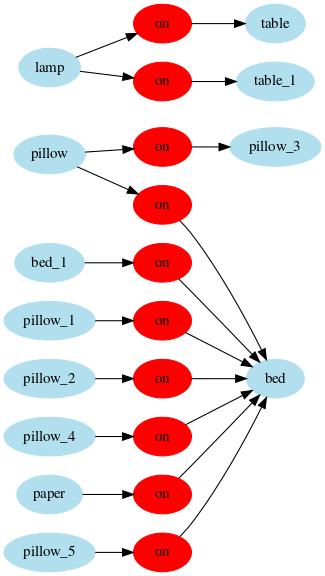 on
table
lamp
on
table_1
pillow
on
pillow_3
on
bed_1
on
pillow_1
on
pillow_2
on
bed
pillow_4
on
paper
on
pillow_5
on